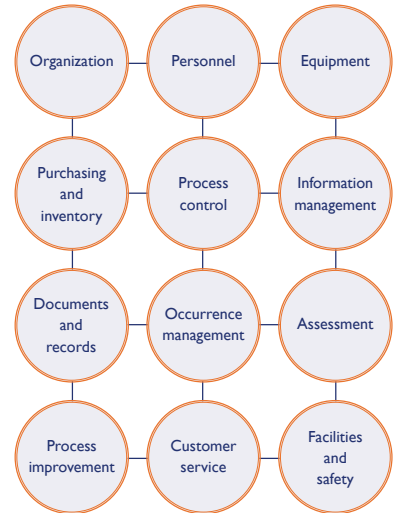 Organization
Personnel
Equipment
Purchasing
and
inventory
Process
control
Information
management
Documents
and
records
Occurrence
management
Assessment
Process
improvement
Customer
service
Facilities
and
safety